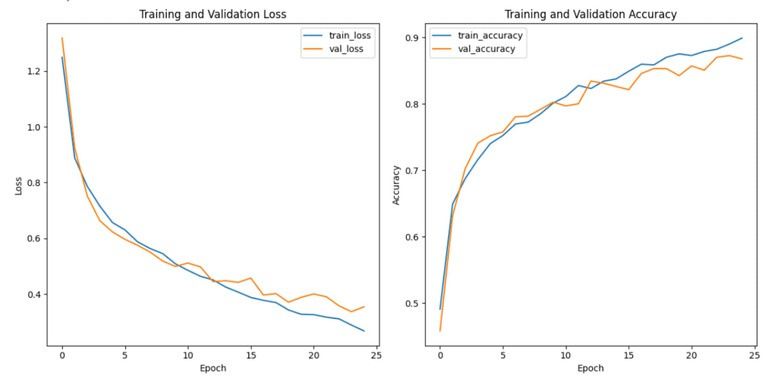 Training and Validation Loss
train_loss
val_loss
1.2
1.0
0.8
0.6
0.4
Loss
0 5 10 15 20 25
Epoch
Training and Validation Accuracy
train_accuracy
val_accuracy
0.9
0.8
0.7
0.6
0.5
Accuracy
0 5 10 15 20 25
Epoch